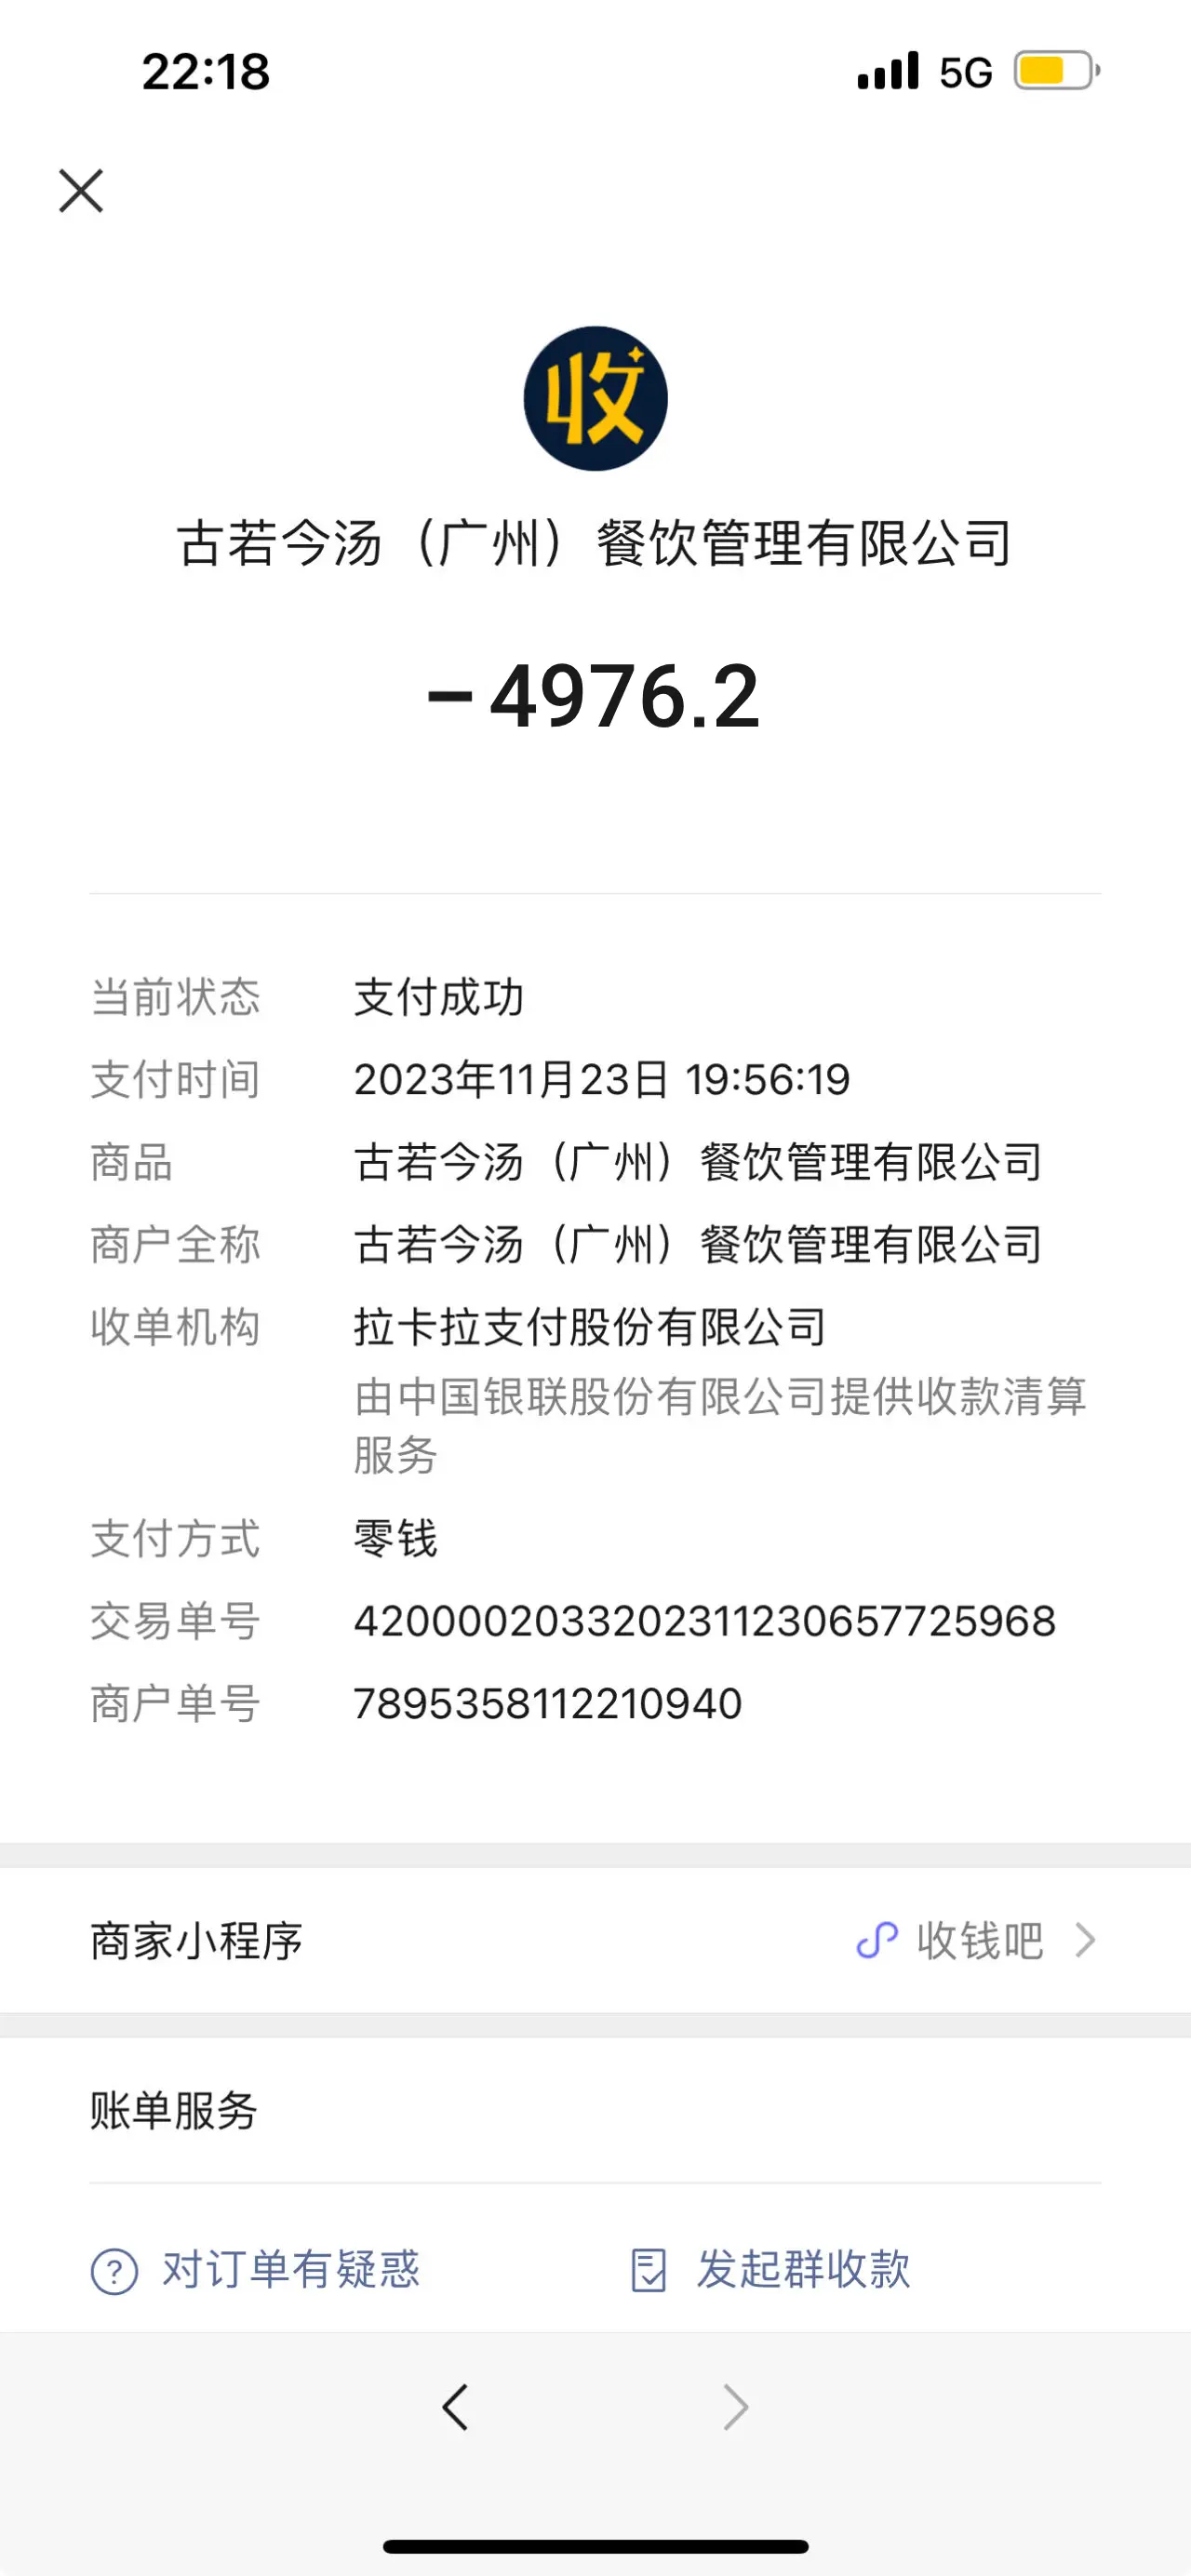 22:18
5G
收
古若今汤（广州）餐饮管理有限公司
-4976.2
当前状态 支付成功
支付时间 2023年11月23日 19:56:19
商品 古若今汤（广州）餐饮管理有限公司
商户全称 古若今汤（广州）餐饮管理有限公司
收单机构 拉卡拉支付股份有限公司
由中国银联股份有限公司提供收款清算
服务
支付方式 零钱
交易单号 4200002033202311230657725968
商户单号 7895358112210940
商家小程序 收钱吧
账单服务
对订单有疑惑 发起群收款